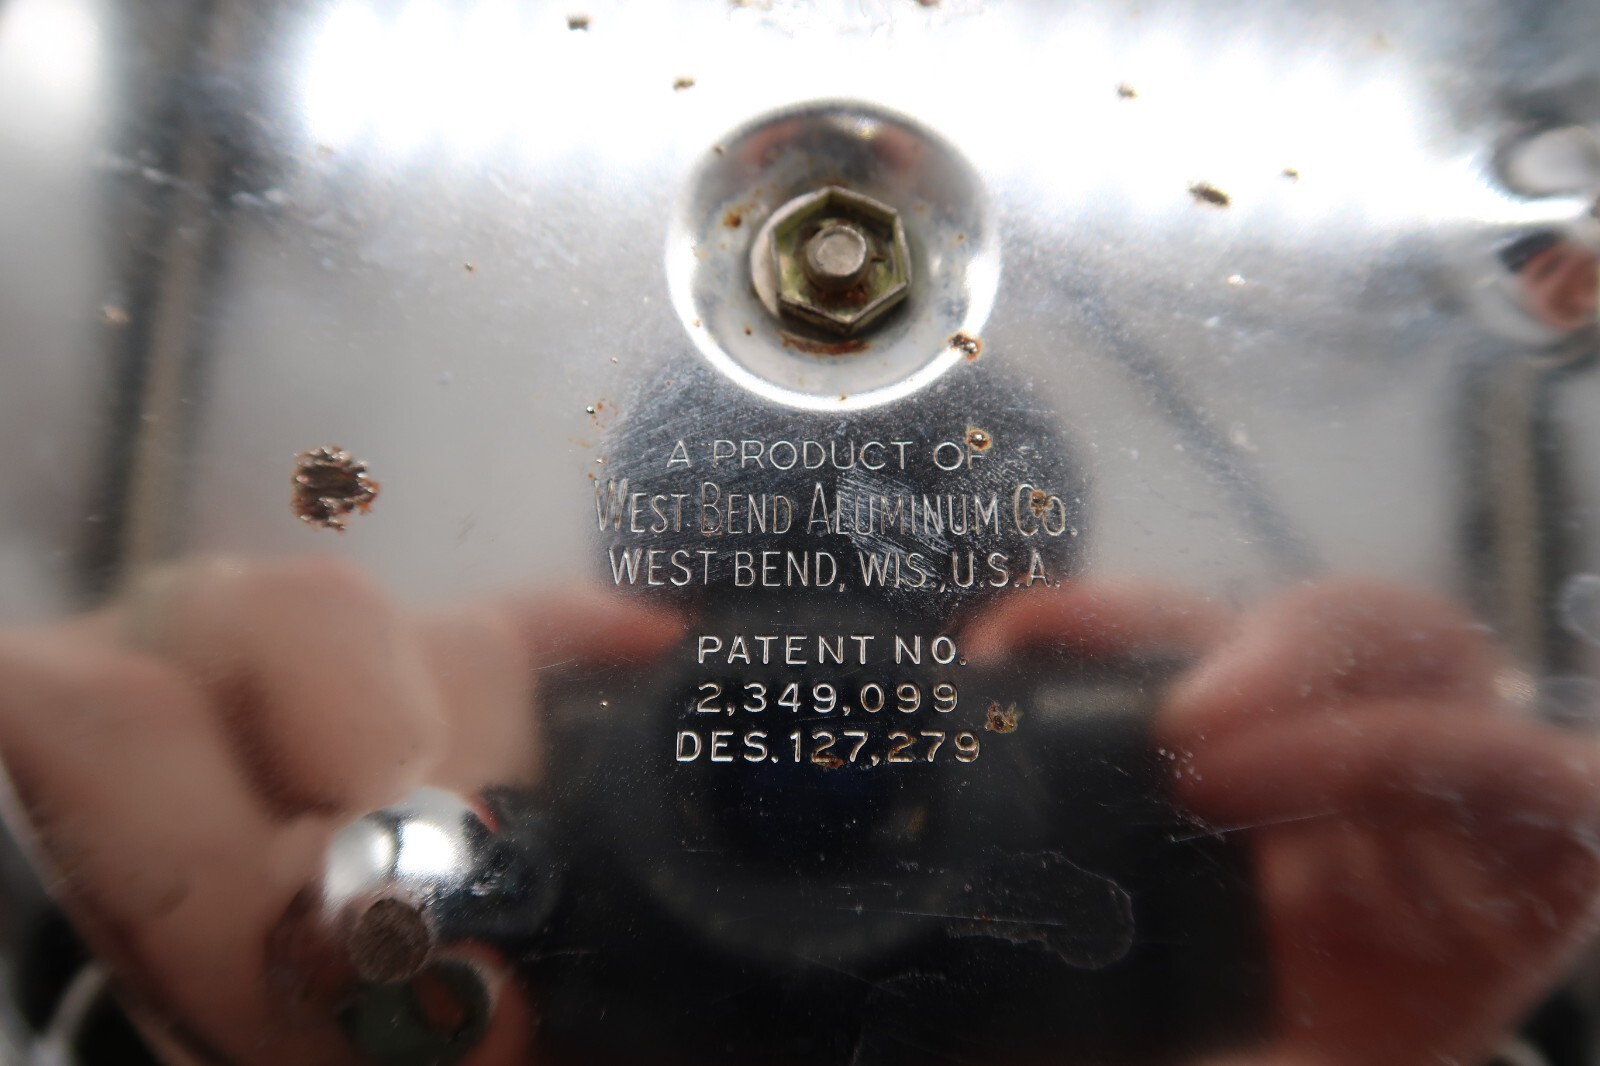 A PRODUCT OF
WEST BEND ALUMINUM CO.
WEST BEND, WIS., U.S.A.
PATENT NO.
2,349,099
DES. 127,279